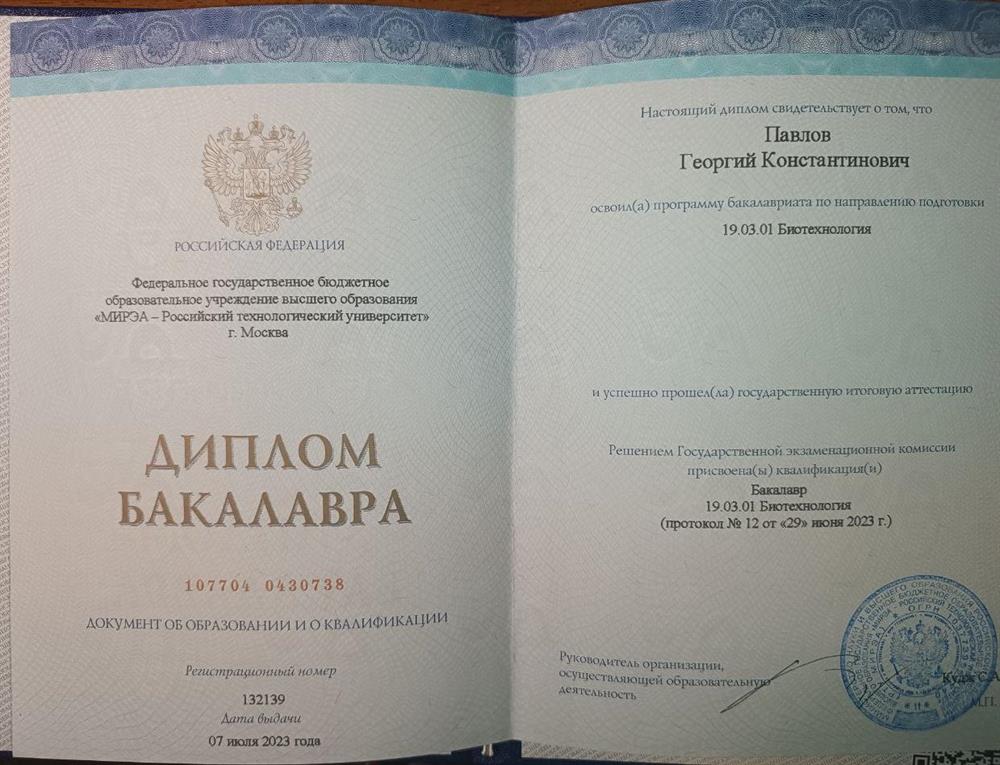 РОССИЙСКАЯ ФЕДЕРАЦИЯ
Федеральное государственное бюджетное
образовательное учреждение высшего образования
«МИРЭА – Российский технологический университет»
г. Москва
ДИПЛОМ
БАКАЛАВРА
107704 0430738
ДОКУМЕНТ ОБ ОБРАЗОВАНИИ И О КВАЛИФИКАЦИИ
Регистрационный номер
132139
Дата выдачи
07 июля 2023 года
Настоящий диплом свидетельствует о том, что
Павлов
Георгий Константинович
освоил(а) программу бакалавриата по направлению подготовки
19.03.01 Биотехнология
и успешно прошел(ла) государственную итоговую аттестацию
Решением Государственной экзаменационной комиссии
присвоена(ы) квалификация(и)
Бакалавр
19.03.01 Биотехнология
(протокол № 12 от «29» июня 2023 г.)
Руководитель организации,
осуществляющей образовательную
деятельность
Кудж С.А
М.П.